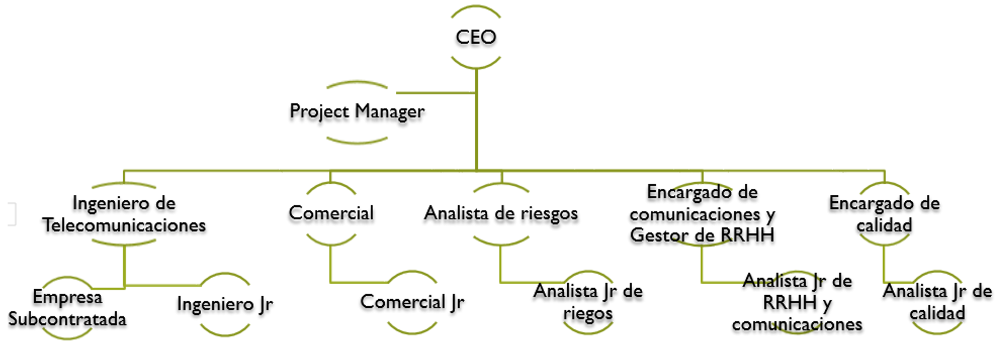 CEO
Project Manager
Ingeniero de
Telecomunicaciones
Comercial
Analista de riesgos
Encargado de
comunicaciones y
Gestor de RRHH
Encargado de
calidad
Empresa
Subcontratada
Ingeniero Jr
Comercial Jr
Analista Jr de
riegos
Analista Jr de
RRHH y
comunicaciones
Analista Jr de
calidad